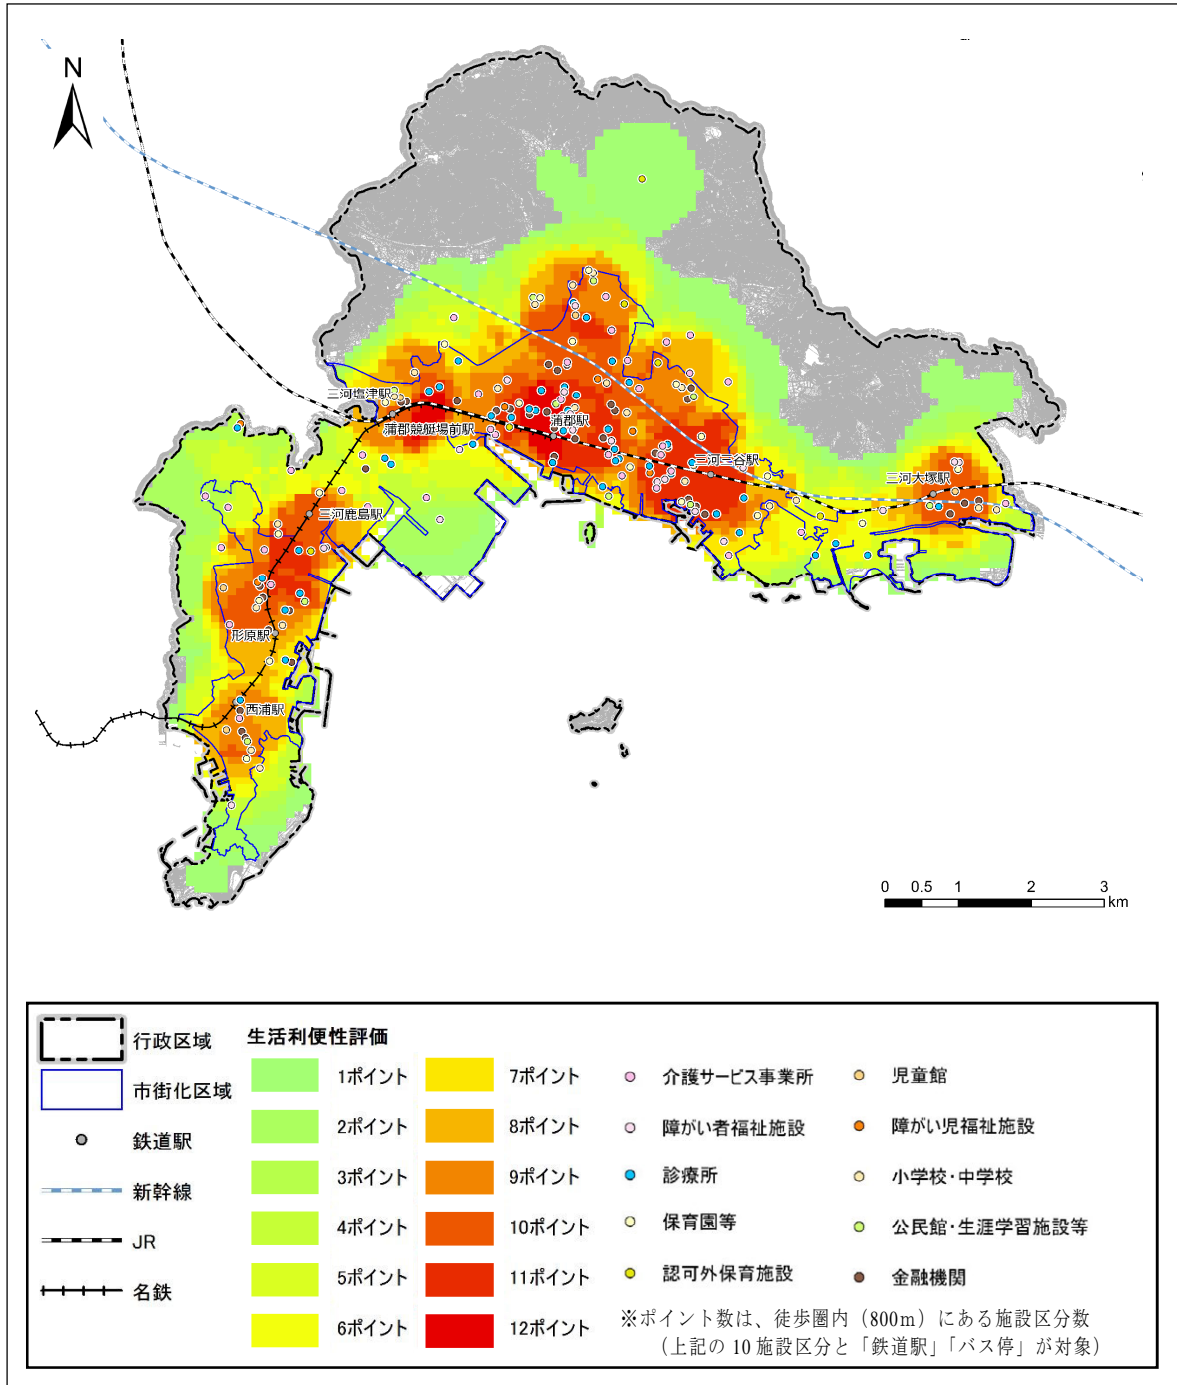 N
三河塩津駅
蒲郡競艇場前駅
蒲郡駅
三河三谷駅
三河大塚駅
三河鹿島駅
形原駅
西浦駅
0 0.5 1 2 3
km
行政区域
市街化区域
鉄道駅
新幹線
JR
名鉄
生活利便性評価
1ポイント
2ポイント
3ポイント
4ポイント
5ポイント
6ポイント
7ポイント
8ポイント
9ポイント
10ポイント
11ポイント
12ポイント
介護サービス事業所
障がい者福祉施設
診療所
保育園等
認可外保育施設
児童館
障がい児福祉施設
小学校・中学校
公民館・生涯学習施設等
金融機関
※ポイント数は、徒歩圏内（800m）にある施設区分数
（上記の 10 施設区分と「鉄道駅」「バス停」が対象）